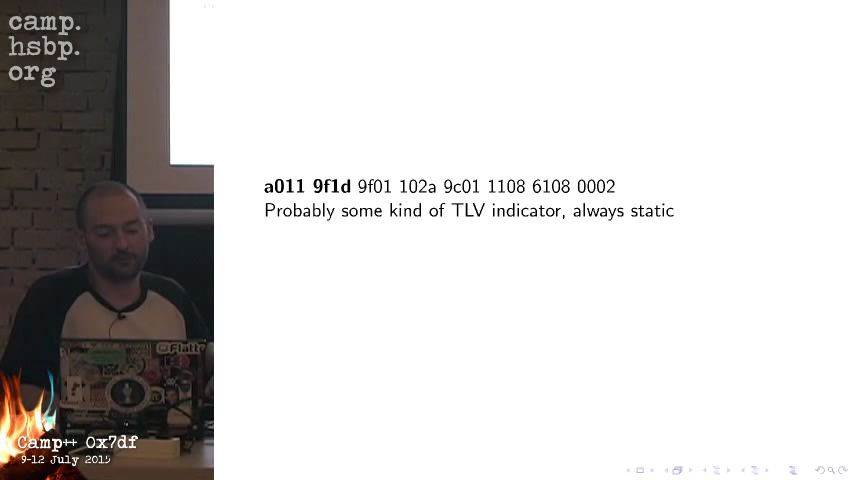 camp.
hsbp.
org
a011 9f1d 9f01 102a 9c01 1108 6108 0002
Probably some kind of TLV indicator, always static
Flattr
Camp++ 0x7df
9-12 July 2015